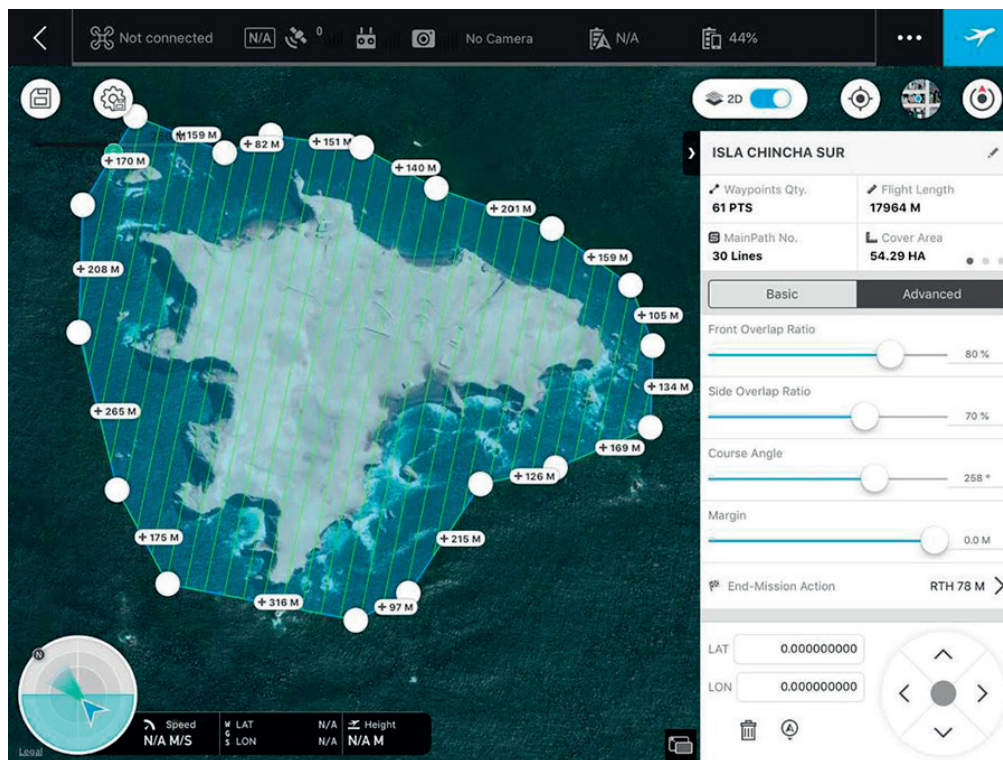 Not connected N/A 0 No Camera N/A 44%
2D
ISLA CHINCHA SUR
Waypoints Qty. Flight Length
61 PTS 17964 M
MainPath No. Cover Area
30 Lines 54.29 HA
Basic Advanced
Front Overlap Ratio
80 %
Side Overlap Ratio
70 %
Course Angle
258 °
Margin
0.0 M
End-Mission Action RTH 78 M
LAT 0.000000000
LON 0.000000000
+ 159 M
+ 82 M
+ 151 M
+ 170 M
+ 140 M
+ 201 M
+ 208 M
+ 159 M
+ 105 M
+ 134 M
+ 265 M
+ 169 M
+ 126 M
+ 175 M
+ 215 M
+ 316 M
+ 97 M
N
Speed
N/A M/S
WGS
LAT N/A
LON N/A
Height
N/A M
Legal